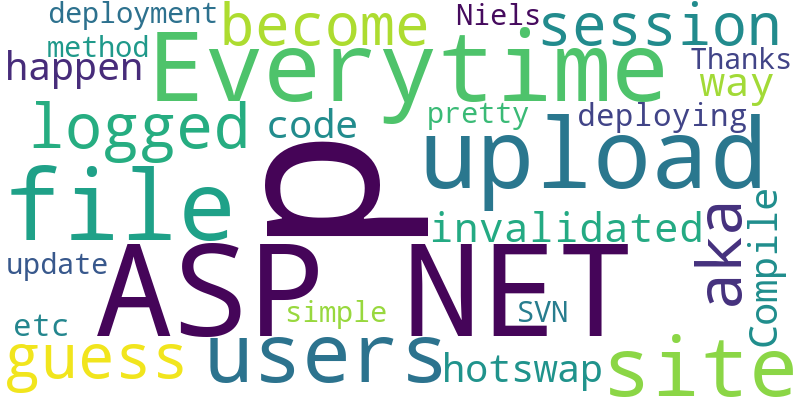 deployment
become
Niels
session
method
Everytime
Thanks
happen
way
logged
code
pretty
deploying
upload
file
p
invalidated
aka
Compile
update
ASP NET
simple
SVN
etc
guess
users
hotswap
site